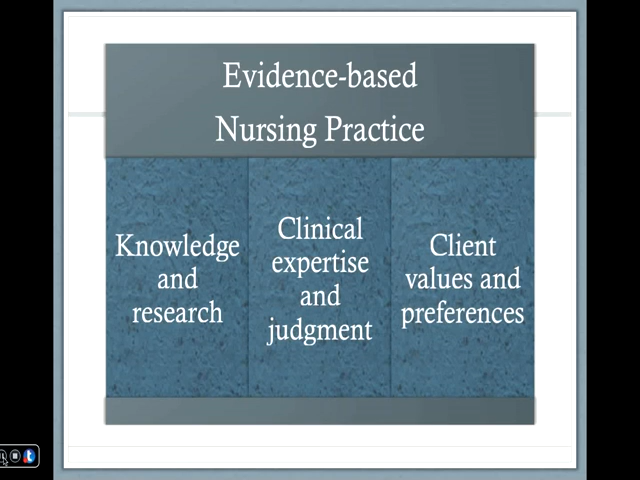 Evidence-based
Nursing Practice
Knowledge
and
research
Clinical
expertise
and
judgment
Client
values and
preferences